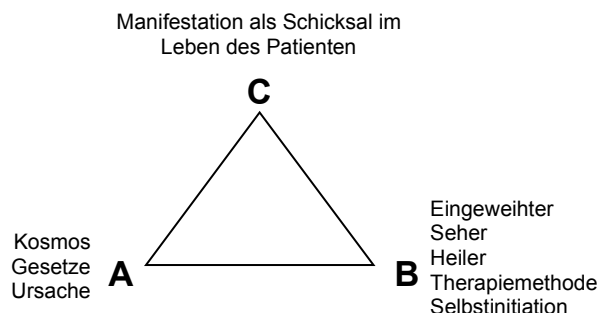 Manifestation als Schicksal im
Leben des Patienten
C
Kosmos
Gesetze
Ursache
A
B
Eingeweihter
Seher
Heiler
Therapiemethode
Selbstinitiation